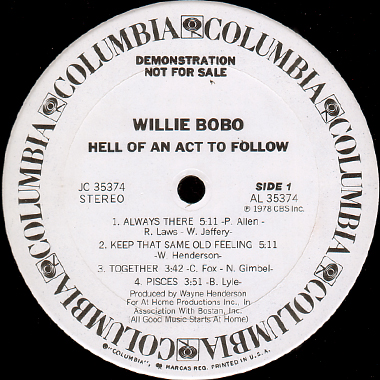 COLUMBIA COLUMBIA COLUMBIA COLUMBIA COLUMBIA COLUMBIA
DEMONSTRATION
NOT FOR SALE
WILLIE BOBO
HELL OF AN ACT TO FOLLOW
JC 35374
STEREO
SIDE 1
AL 35374
℗ 1978 CBS Inc.
1. ALWAYS THERE 5:11 -P. Allen -
R. Laws - W. Jeffery-
2. KEEP THAT SAME OLD FEELING 5:11
-W. Henderson-
3. TOGETHER 3:42 -C. Fox - N. Gimbel-
4. PISCES 3:51 -B. Lyle-
Produced by Wayne Henderson
For At Home Productions Inc., In
Association With Bostan, Inc.
(All Good Music Starts At Home)
"COLUMBIA", MARCAS REG. PRINTED IN U.S.A.